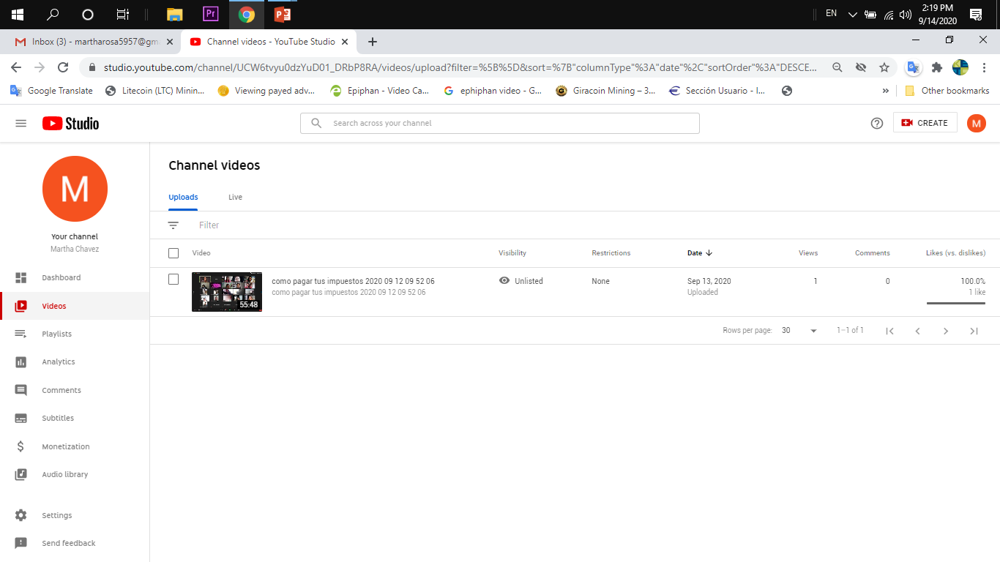 EN
2:19 PM
9/14/2020
Pr
Inbox (3) - martharosa5957@gm
Channel videos - YouTube Studio
studio.youtube.com/channel/UCW6tvyu0dzYuD01_DRbP8RA/videos/upload?filter=%5B%5D&sort=%7B"columnType"%3A"date"%2C"sortOrder"%3A"DESCE...
Google Translate
Litecoin (LTC) Minin...
Viewing payed adv...
Epiphan - Video Ca...
ephiphan video - G...
Giracoin Mining – 3...
Sección Usuario - I...
»
Other bookmarks
Studio
Search across your channel
CREATE
M
M
Your channel
Martha Chavez
Dashboard
Videos
Playlists
Analytics
Comments
Subtitles
Monetization
Audio library
Settings
Send feedback
Channel videos
Uploads Live
Filter
Video Visibility Restrictions Date Views Comments Likes (vs. dislikes)
55:48
como pagar tus impuestos 2020 09 12 09 52 06 Unlisted None Sep 13, 2020 1 0 100.0%
como pagar tus impuestos 2020 09 12 09 52 06 Uploaded 1 like
Rows per page: 30 1–1 of 1